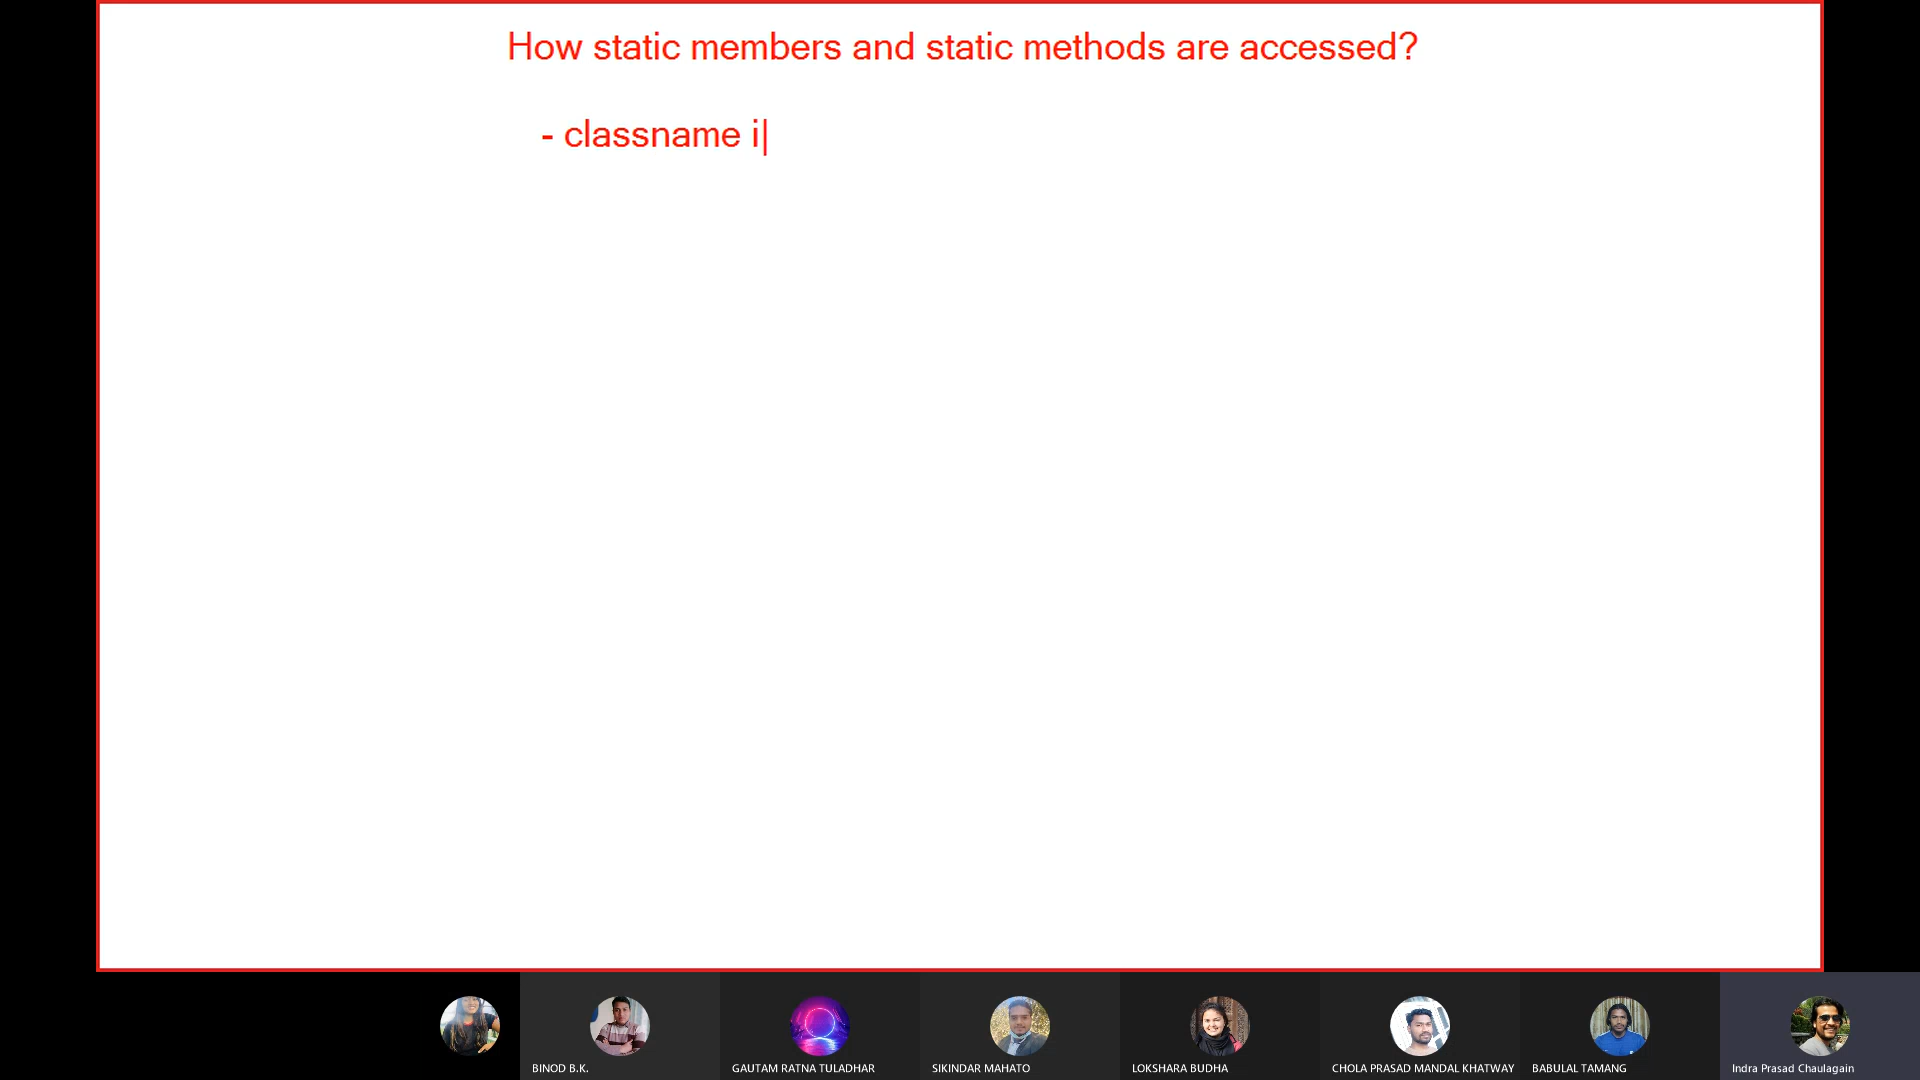 How static members and static methods are accessed?
- classname i
BINOD B.K.
GAUTAM RATNA TULADHAR
SIKINDAR MAHATO
LOKSHARA BUDHA
CHOLA PRASAD MANDAL KHATWAY
BABULAL TAMANG
Indra Prasad Chaulagain